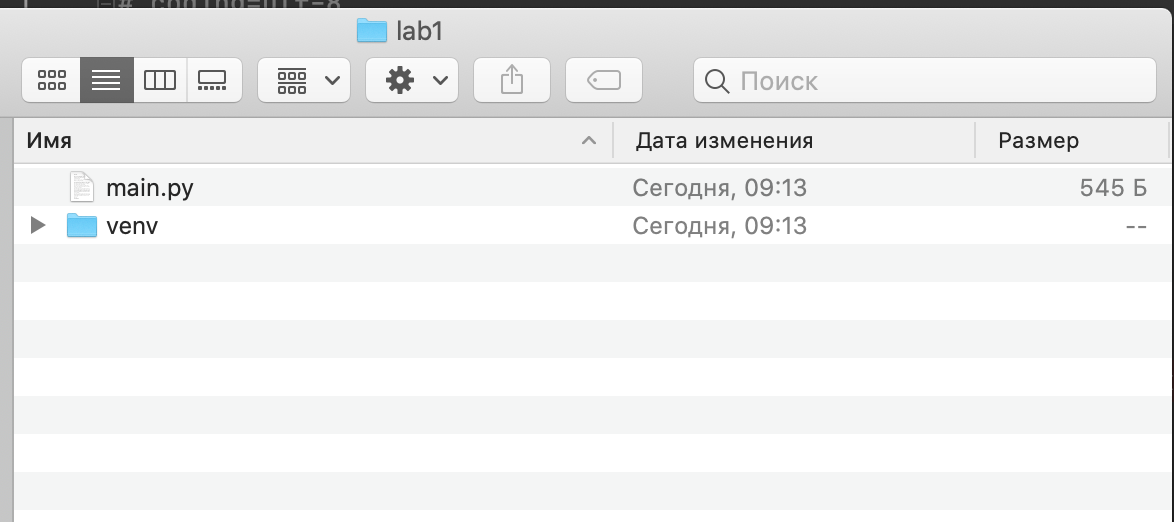 lab1
Поиск
Имя Дата изменения Размер
main.py Сегодня, 09:13 545 Б
venv Сегодня, 09:13 --